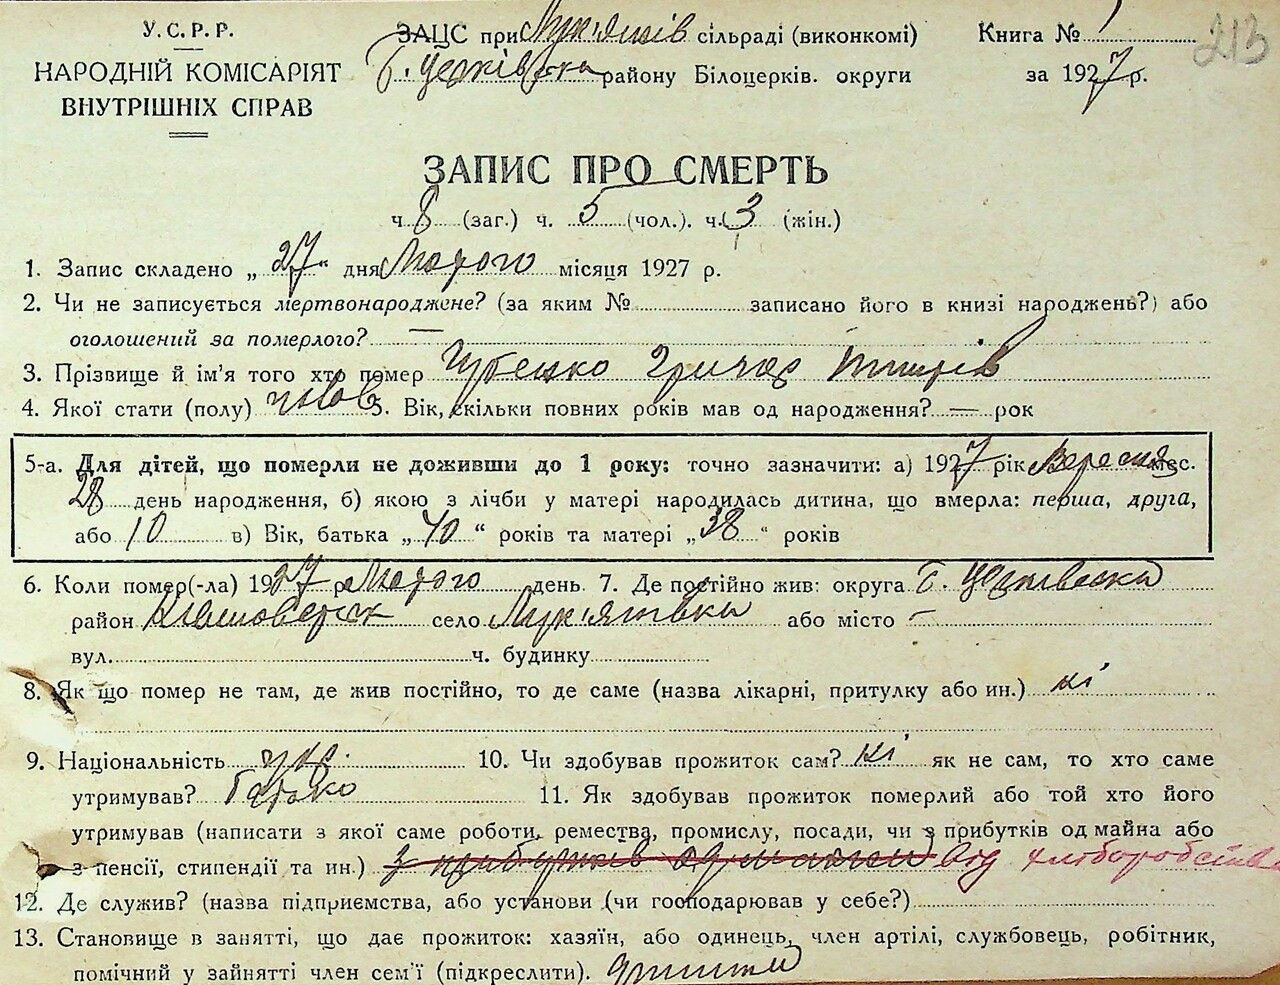 У.С.Р.Р.
НАРОДНІЙ КОМІСАРІЯТ
ВНУТРІШНІХ СПРАВ
ЗАЦС при Лук'янів сільраді (виконкомі)
Б. Церківська району Білоцерків. округи
Книга № 1
за 1927 р.
213
ЗАПИС ПРО СМЕРТЬ
ч. 8 (заг.) ч. 5 (чол.). ч. 3 (жін.)
1. Запис складено „ 27 “ дня Лютого місяця 1927 р.
2. Чи не записується мертвонароджене? (за яким № записано його в книзі народжень?) або
оголошений за померлого? —
3. Прізвище й ім'я того хто помер Губенко
4. Якої стати (полу) чолов 5. Вік, скільки повних років мав од народження? — рок
5-а. Для дітей, що померли не доживши до 1 року: точно зазначити: а) 1927 рік Вересня міс.
28 день народження, б) якою з лічби у матері народилась дитина, що вмерла: перша, друга,
або 10 в) Вік, батька „ 40 “ років та матері „ 38 “ років
6. Коли помер(-ла) 1927 р. Лютого день. 7. Де постійно жив: округа Б. Церківська
район село Лук'янівка або місто —
вул. ч. будинку
8. Як що помер не там, де жив постійно, то де саме (назва лікарні, притулку або ин.) ні
9. Національність укр. 10. Чи здобував прожиток сам? ні як не сам, то хто саме
утримував? Батько 11. Як здобував прожиток померлий або той хто його
утримував (написати з якої саме роботи, ремества, промислу, посади, чи з прибутків од майна або
з пенсії, стипендії та ин.) з прибутків од майна від хліборобства
12. Де служив? (назва підприємства, або установи (чи господарював у себе?)
13. Становище в занятті, що дає прожиток: хазяїн, або одинець, член артілі, службовець, робітник,
помічний у зайнятті член сем'ї (підкреслити).